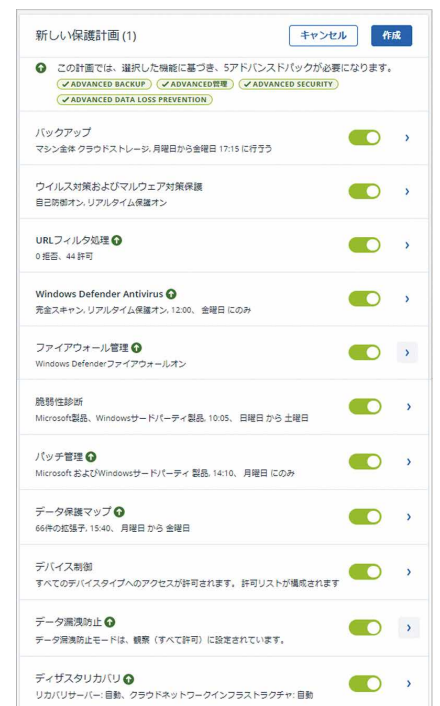 新しい保護計画 (1)
キャンセル
作成
この計画では、選択した機能に基づき、5アドバンスドパックが必要になります。
ADVANCED BACKUP
ADVANCED管理
ADVANCED SECURITY
ADVANCED DATA LOSS PREVENTION
バックアップ
マシン全体 クラウドストレージ, 月曜日から金曜日 17:15 に行ううう
ウイルス対策およびマルウェア対策保護
自己防御オン, リアルタイム保護オン
URLフィルタ処理
0 拒否、44 許可
Windows Defender Antivirus
完全スキャン, リアルタイム保護オン, 12:00、 金曜日 にのみ
ファイアウォール管理
Windows Defenderファイアウォールオン
脆弱性診断
Microsoft製品、Windowsサードパーティ製品, 10:05、 日曜日 から 土曜日
パッチ管理
Microsoft およびWindowsサードパーティ 製品, 14:10、 月曜日 にのみ
データ保護マップ
66件の拡張子, 15:40、 月曜日 から 金曜日
デバイス制御
すべてのデバイスタイプへのアクセスが許可されます。 許可リストが構成されます
データ漏洩防止
データ漏洩防止モードは、観察（すべて許可）に設定されています。
ディザスタリカバリ
リカバリサーバー: 自動、クラウドネットワークインフラストラクチャ: 自動